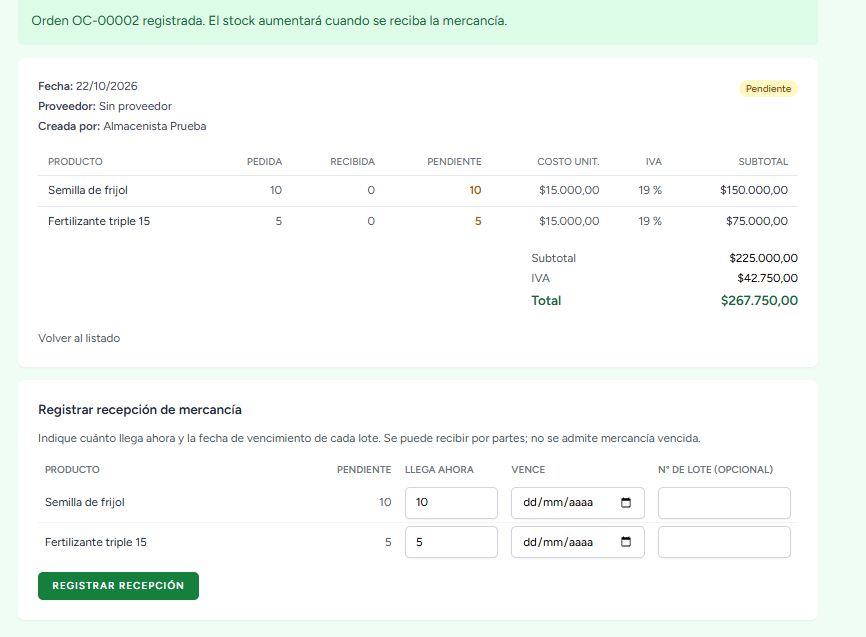 Orden OC-00002 registrada. El stock aumentará cuando se reciba la mercancía.
Fecha: 22/10/2026
Pendiente
Proveedor: Sin proveedor
Creada por: Almacenista Prueba
PRODUCTO PEDIDA RECIBIDA PENDIENTE COSTO UNIT. IVA SUBTOTAL
Semilla de frijol 10 0 10 $15.000,00 19 % $150.000,00
Fertilizante triple 15 5 0 5 $15.000,00 19 % $75.000,00
Subtotal $225.000,00
IVA $42.750,00
Total $267.750,00
Volver al listado
Registrar recepción de mercancía
Indique cuánto llega ahora y la fecha de vencimiento de cada lote. Se puede recibir por partes; no se admite mercancía vencida.
PRODUCTO PENDIENTE LLEGA AHORA VENCE N° DE LOTE (OPCIONAL)
Semilla de frijol 10 10 dd/mm/aaaa
Fertilizante triple 15 5 5 dd/mm/aaaa
REGISTRAR RECEPCIÓN